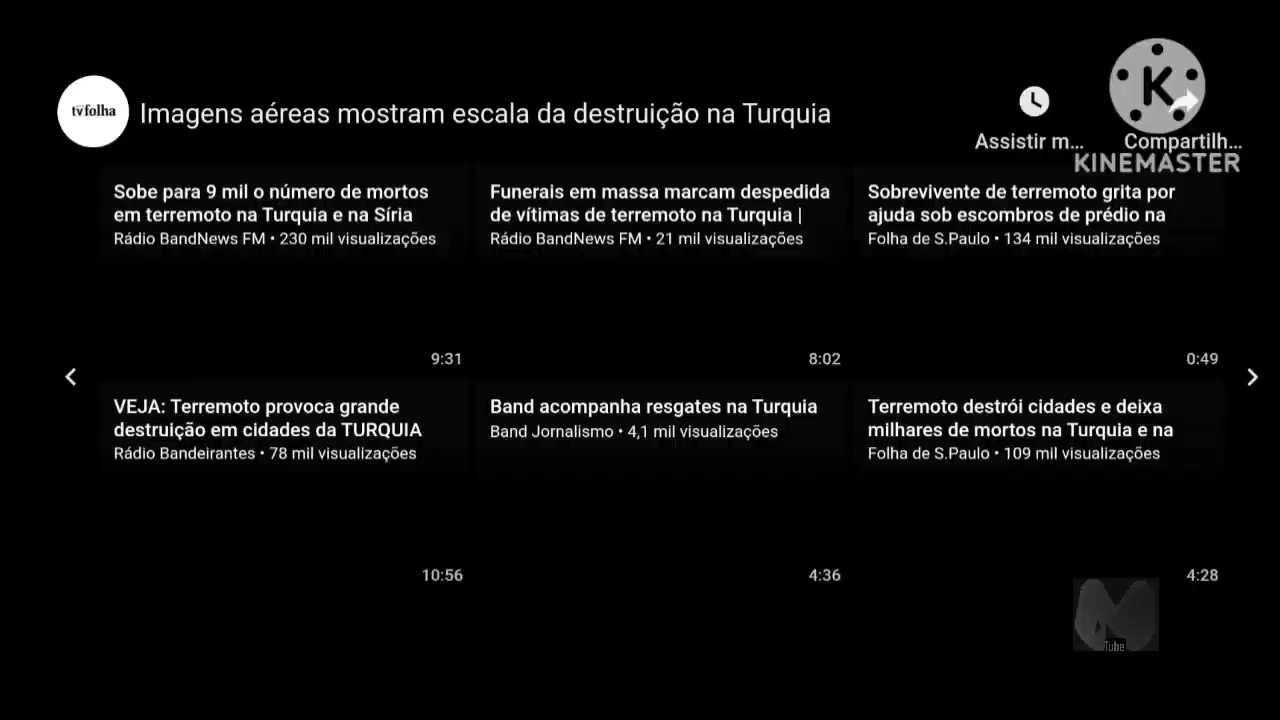 tvfolha
Imagens aéreas mostram escala da destruição na Turquia
Assistir m...
Compartilh...
K
KINEMASTER
Sobe para 9 mil o número de mortos
em terremoto na Turquia e na Síria
Rádio BandNews FM • 230 mil visualizações
Funerais em massa marcam despedida
de vítimas de terremoto na Turquia |
Rádio BandNews FM • 21 mil visualizações
Sobrevivente de terremoto grita por
ajuda sob escombros de prédio na
Folha de S.Paulo • 134 mil visualizações
9:31
8:02
0:49
VEJA: Terremoto provoca grande
destruição em cidades da TURQUIA
Rádio Bandeirantes • 78 mil visualizações
Band acompanha resgates na Turquia
Band Jornalismo • 4,1 mil visualizações
Terremoto destrói cidades e deixa
milhares de mortos na Turquia e na
Folha de S.Paulo • 109 mil visualizações
10:56
4:36
4:28
Tube